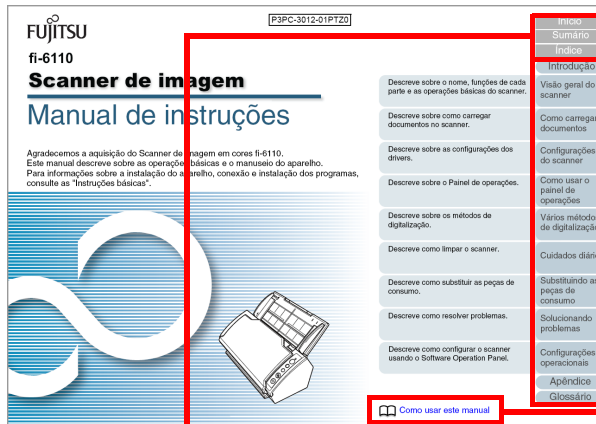 P3PC-3012-01PTZ0
FUJITSU
fi-6110
Scanner de imagem
Manual de instruções
Agradecemos a aquisição do Scanner de Imagem em cores fi-6110.
Este manual descreve sobre as operações básicas e o manuseio do aparelho.
Para informações sobre a instalação do aparelho, conexão e instalação dos programas,
consulte as "Instruções básicas".
Início
Sumário
Índice
Introdução
Descreve sobre o nome, funções de cada
parte e as operações básicas do scanner.
Visão geral do
scanner
Descreve sobre como carregar
documentos no scanner.
Como carregar
documentos
Descreve sobre as configurações dos
drivers.
Configurações
do scanner
Descreve sobre o Painel de operações.
Como usar o
painel de
operações
Descreve sobre os métodos de
digitalização.
Vários método
de digitalizaçã
Descreve como limpar o scanner.
Cuidados diári
Descreve como substituir as peças de
consumo.
Substituindo as
peças de
consumo
Descreve como resolver problemas.
Solucionando
problemas
Descreve como configurar o scanner
usando o Software Operation Panel.
Configurações
operacionais
Apêndice
Glossário
Como usar este manual